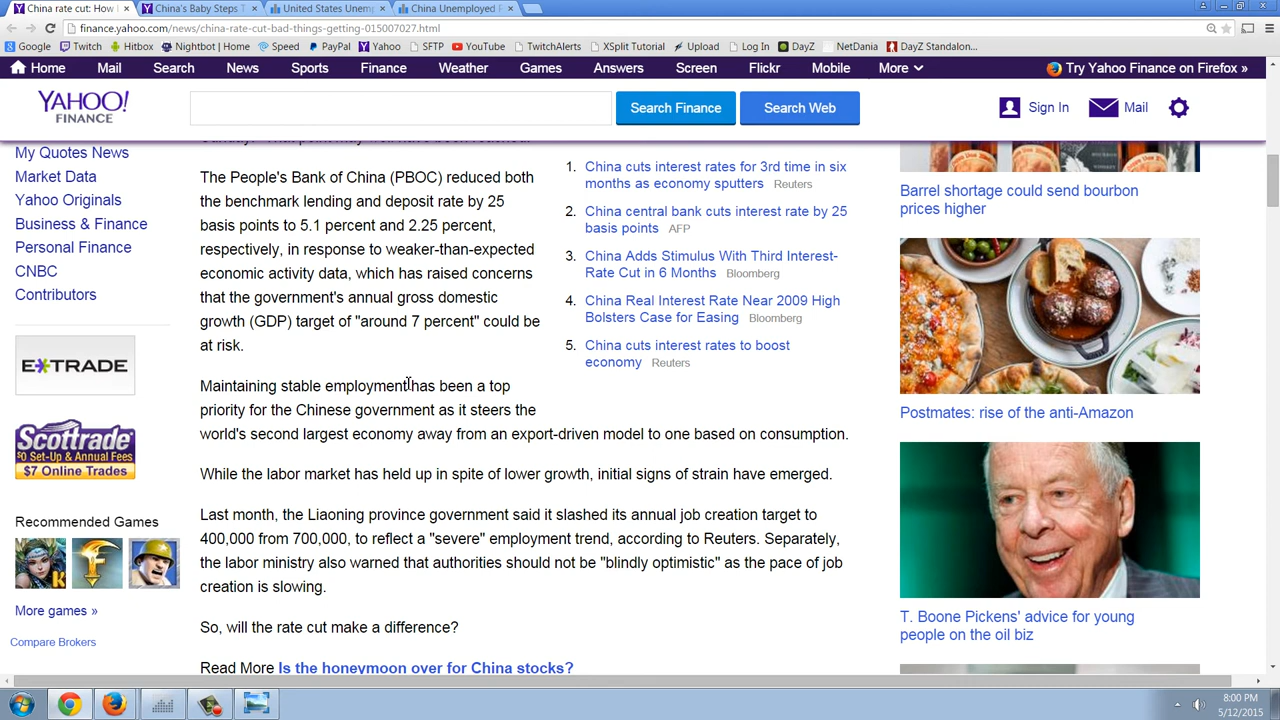 China rate cut: How
China's Baby Steps T
United States Unemp
China Unemployed P
finance.yahoo.com/news/china-rate-cut-bad-things-getting-015007027.html
Google Twitch Hitbox Nightbot | Home Speed PayPal Yahoo SFTP YouTube TwitchAlerts XSplit Tutorial Upload Log In DayZ NetDania DayZ Standalon...
Home Mail Search News Sports Finance Weather Games Answers Screen Flickr Mobile More Try Yahoo Finance on Firefox »
YAHOO!
FINANCE
Search Finance
Search Web
Sign In
Mail
My Quotes News
Market Data
Yahoo Originals
Business & Finance
Personal Finance
CNBC
Contributors
E*TRADE
Scottrade
$0 Set-Up & Annual Fees
$7 Online Trades
Recommended Games
More games »
Compare Brokers
The People's Bank of China (PBOC) reduced both
the benchmark lending and deposit rate by 25
basis points to 5.1 percent and 2.25 percent,
respectively, in response to weaker-than-expected
economic activity data, which has raised concerns
that the government's annual gross domestic
growth (GDP) target of "around 7 percent" could be
at risk.
Maintaining stable employment has been a top
priority for the Chinese government as it steers the
world's second largest economy away from an export-driven model to one based on consumption.
While the labor market has held up in spite of lower growth, initial signs of strain have emerged.
Last month, the Liaoning province government said it slashed its annual job creation target to
400,000 from 700,000, to reflect a "severe" employment trend, according to Reuters. Separately,
the labor ministry also warned that authorities should not be "blindly optimistic" as the pace of job
creation is slowing.
So, will the rate cut make a difference?
Read More Is the honeymoon over for China stocks?
1. China cuts interest rates for 3rd time in six
months as economy sputters Reuters
2. China central bank cuts interest rate by 25
basis points AFP
3. China Adds Stimulus With Third Interest-
Rate Cut in 6 Months Bloomberg
4. China Real Interest Rate Near 2009 High
Bolsters Case for Easing Bloomberg
5. China cuts interest rates to boost
economy Reuters
Barrel shortage could send bourbon
prices higher
Postmates: rise of the anti-Amazon
T. Boone Pickens' advice for young
people on the oil biz
8:00 PM
5/12/2015